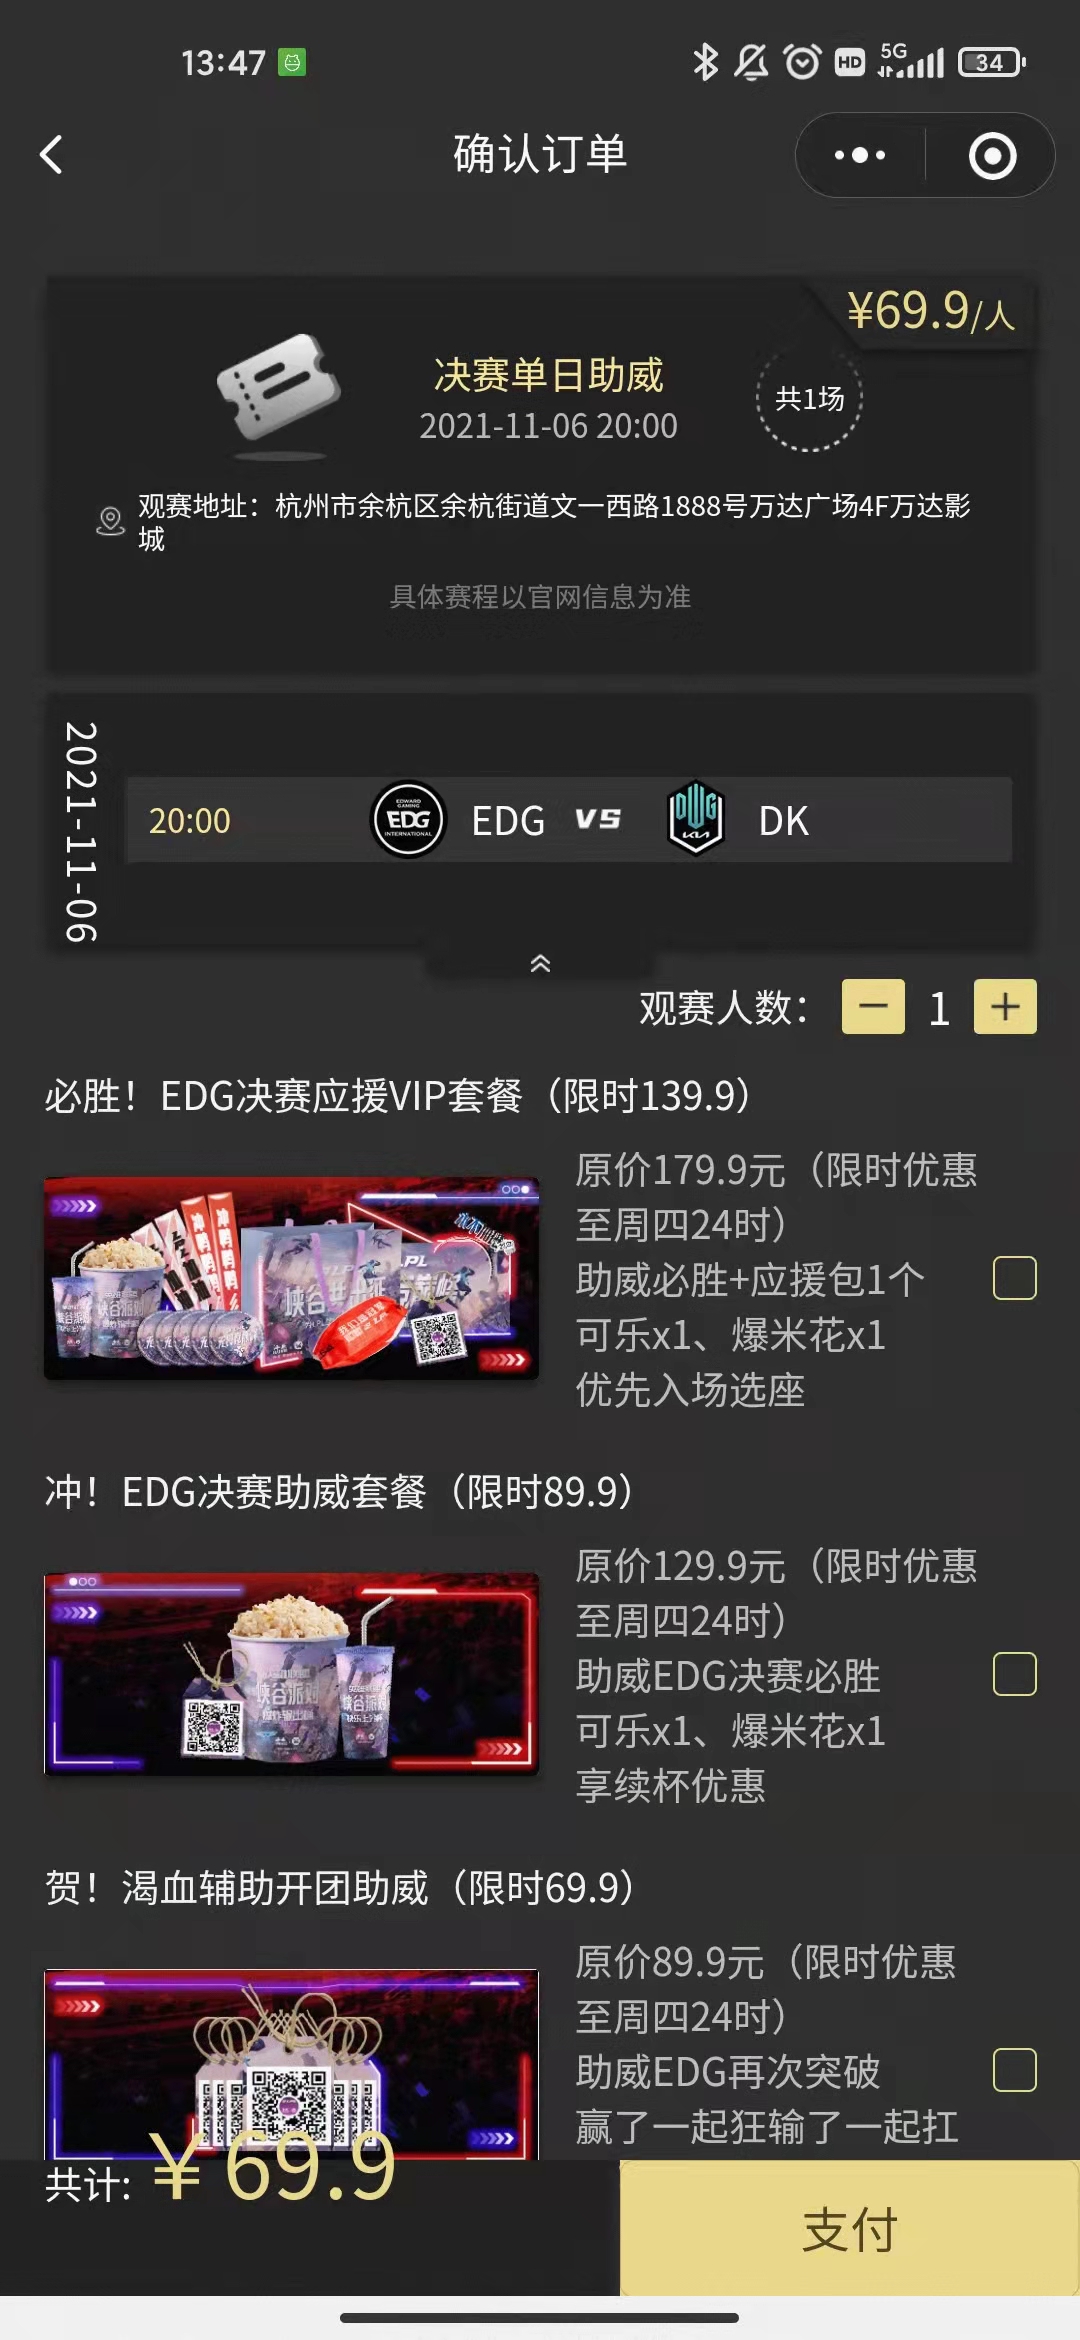 13:47
HD
5G
34
确认订单
¥69.9/人
决赛单日助威
2021-11-06 20:00
共1场
观赛地址：杭州市余杭区余杭街道文一西路1888号万达广场4F万达影
城
具体赛程以官网信息为准
2021-11-06
20:00
EDWARD
GAMING
EDG
INTERNATIONAL
EDG
VS
DWG
KIA
DK
观赛人数：
1
必胜！EDG决赛应援VIP套餐（限时139.9）
原价179.9元（限时优惠
至周四24时）
助威必胜+应援包1个
可乐x1、爆米花x1
优先入场选座
冲！EDG决赛助威套餐（限时89.9）
峡谷派对
原价129.9元（限时优惠
至周四24时）
助威EDG决赛必胜
可乐x1、爆米花x1
享续杯优惠
贺！渴血辅助开团助威（限时69.9）
原价89.9元（限时优惠
至周四24时）
助威EDG再次突破
赢了一起狂输了一起扛
共计: ¥ 69.9
支付